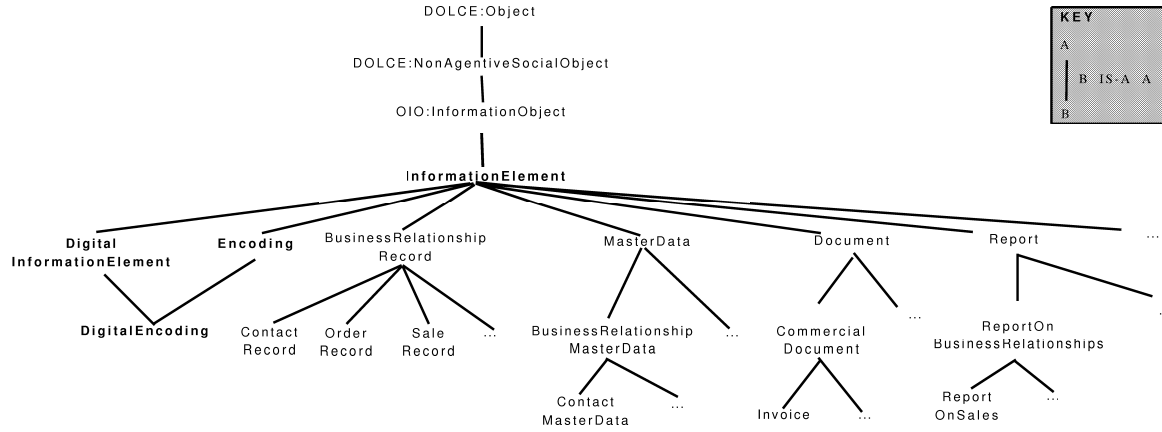 DOLCE:Object
KEY
A
B IS-A A
B
DOLCE:NonAgentiveSocialObject
OIO:InformationObject
InformationElement
Digital
InformationElement
Encoding
BusinessRelationship
Record
MasterData
Document
Report
...
DigitalEncoding
Contact
Record
Order
Record
Sale
Record
...
BusinessRelationship
MasterData
...
Commercial
Document
...
ReportOn
BusinessRelationships
...
Contact
MasterData
...
Invoice
...
Report
OnSales
...